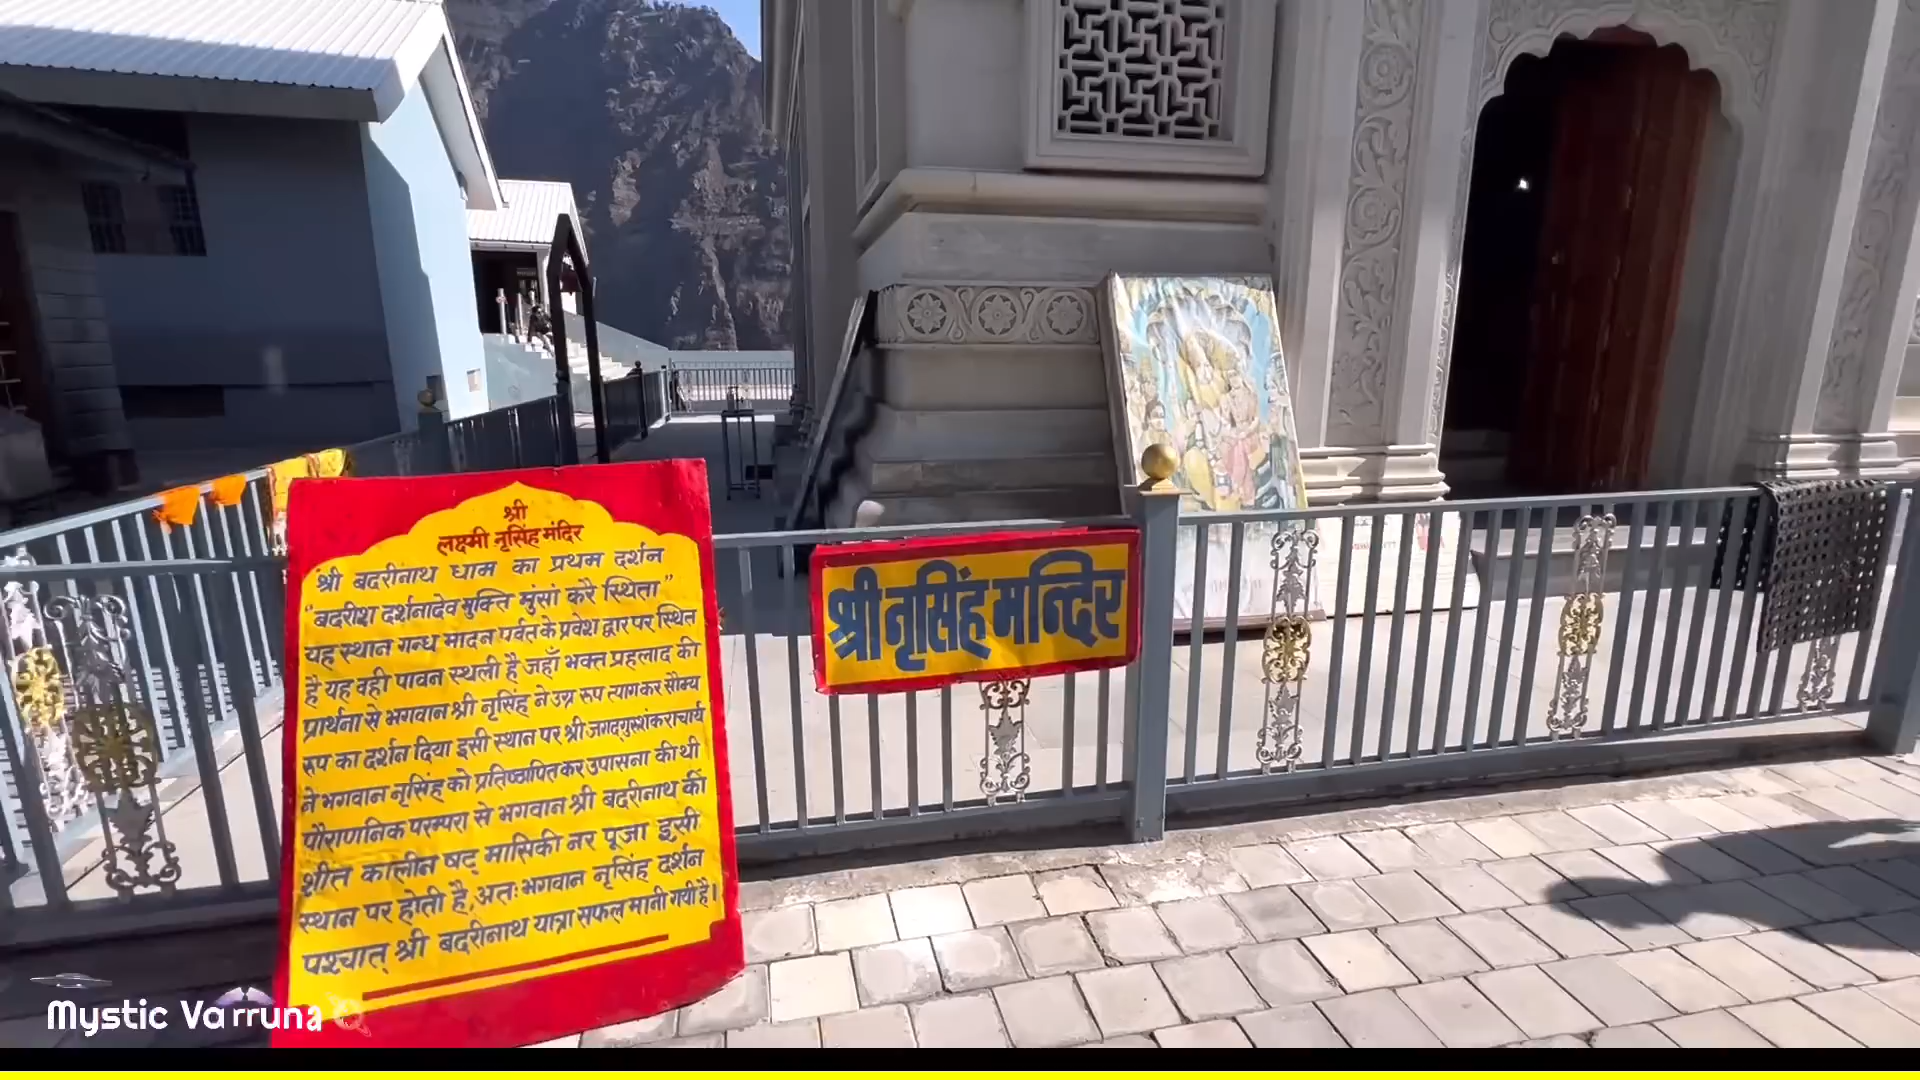 श्री
लक्ष्मी नृसिंह मंदिर
श्री बदरीनाथ धाम का प्रथम दर्शन
"बदरीश दर्शनादेव मुक्ति मुंसां करे स्थिता"
यह स्थान गन्ध मादन पर्वत के प्रवेश द्वार पर स्थित
है यह वही पावन स्थली है जहाँ भक्त प्रहलाद की
प्रार्थना से भगवान श्री नृसिंह ने उग्र रूप त्यागकर सौम्य
रूप का दर्शन दिया इसी स्थान पर श्री जगद्गुरू शंकराचार्य
ने भगवान नृसिंह को प्रतिष्ठापित कर उपासना की थी
पौराणनिक परम्परा से भगवान श्री बदरीनाथ की
शीत कालीन षट् मासिकी नर पूजा इसी
स्थान पर होती है, अतः भगवान नृसिंह दर्शन
पश्चात् श्री बदरीनाथ यात्रा सफल मानी गयी है।
श्री नृसिंह मन्दिर
Mystic Varruna